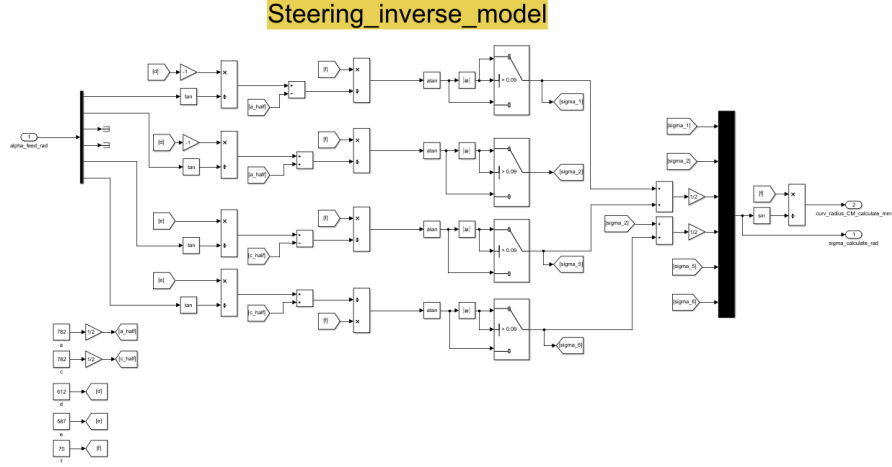 Steering_inverse_model
[d]
-1
×
÷
tan
+
-
[a_half]
[f]
×
÷
atan
|u|
> 0.09
[sigma_1]
1
alpha_feed_rad
[d]
-1
×
÷
tan
+
+
[a_half]
[f]
×
÷
atan
|u|
> 0.09
[sigma_2]
[e]
×
÷
tan
+
-
[c_half]
[f]
×
÷
atan
|u|
> 0.09
[sigma_5]
[e]
×
÷
tan
+
+
[c_half]
[f]
÷
×
atan
|u|
> 0.09
[sigma_6]
[sigma_1]
[sigma_2]
+
+
1/2
[sigma_2]
+
+
1/2
[sigma_5]
[sigma_6]
[f]
×
÷
sin
2
curv_radius_CM_calculate_mm
1
sigma_calculate_rad
782
1/2
[a_half]
a
782
1/2
[c_half]
c
612
[d]
d
587
[e]
e
70
[f]
f